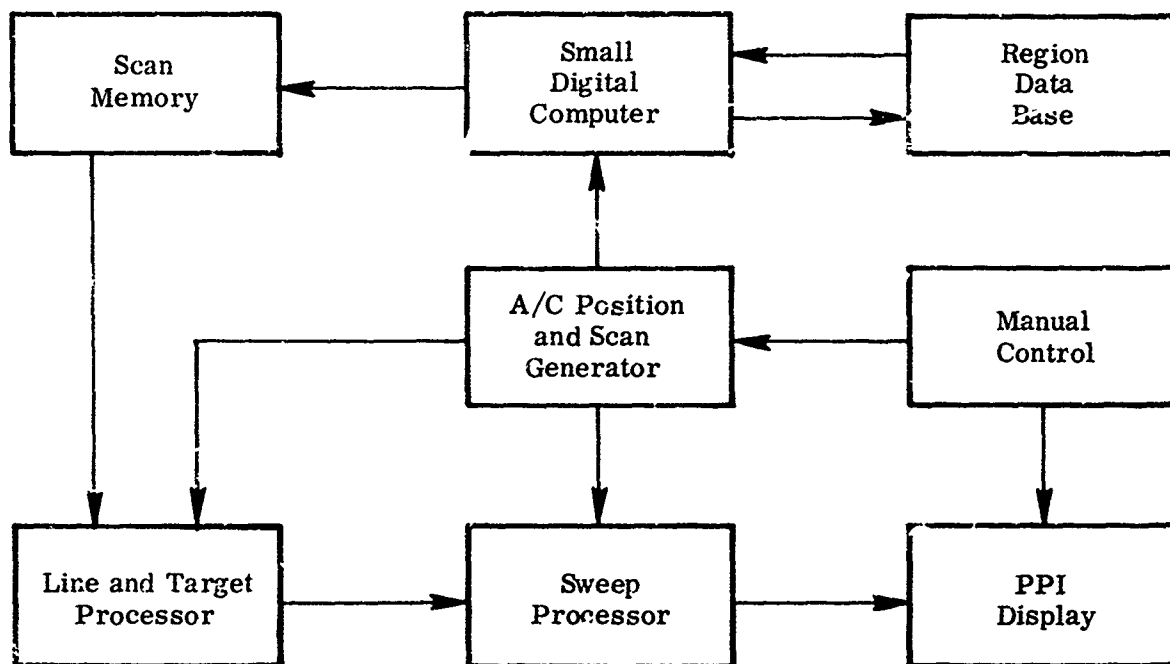 Scan
Memory
Small
Digital
Computer
Region
Data
Base
A/C Position
and Scan
Generator
Manual
Control
Line and Target
Processor
Sweep
Processor
PPI
Display